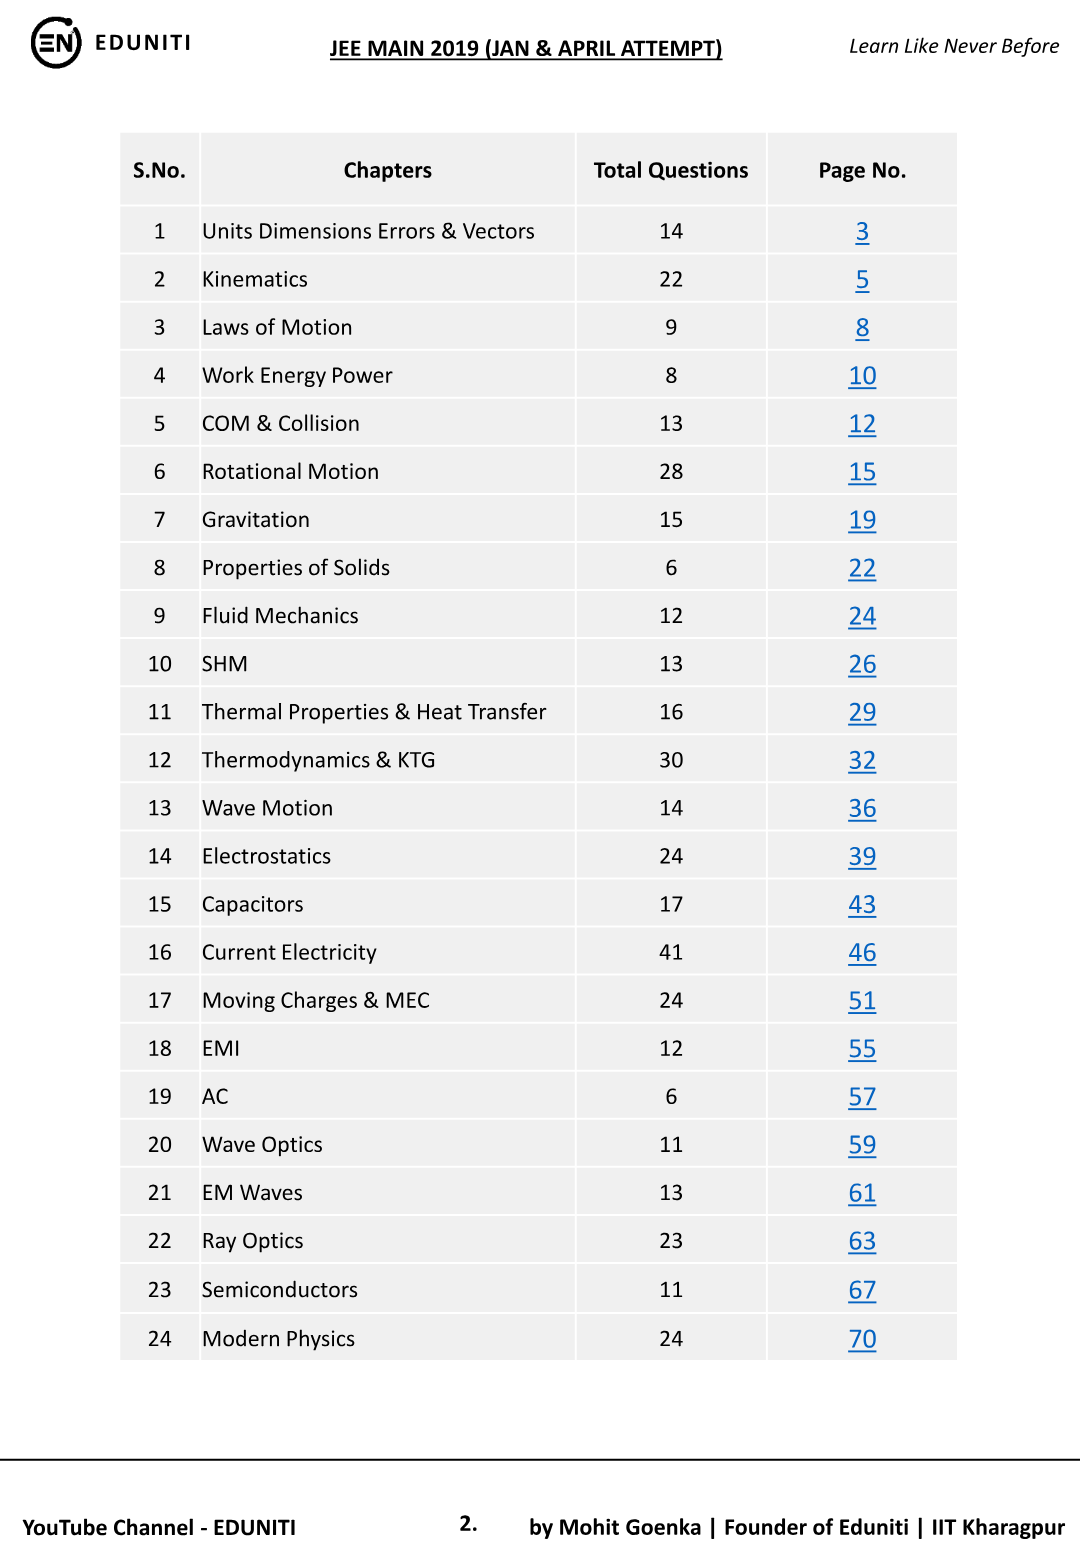 EN EDUNITI
JEE MAIN 2019 (JAN & APRIL ATTEMPT)
Learn Like Never Before
S.No. Chapters Total Questions Page No.
1 Units Dimensions Errors & Vectors 14 3
2 Kinematics 22 5
3 Laws of Motion 9 8
4 Work Energy Power 8 10
5 COM & Collision 13 12
6 Rotational Motion 28 15
7 Gravitation 15 19
8 Properties of Solids 6 22
9 Fluid Mechanics 12 24
10 SHM 13 26
11 Thermal Properties & Heat Transfer 16 29
12 Thermodynamics & KTG 30 32
13 Wave Motion 14 36
14 Electrostatics 24 39
15 Capacitors 17 43
16 Current Electricity 41 46
17 Moving Charges & MEC 24 51
18 EMI 12 55
19 AC 6 57
20 Wave Optics 11 59
21 EM Waves 13 61
22 Ray Optics 23 63
23 Semiconductors 11 67
24 Modern Physics 24 70
YouTube Channel - EDUNITI
2.
by Mohit Goenka | Founder of Eduniti | IIT Kharagpur